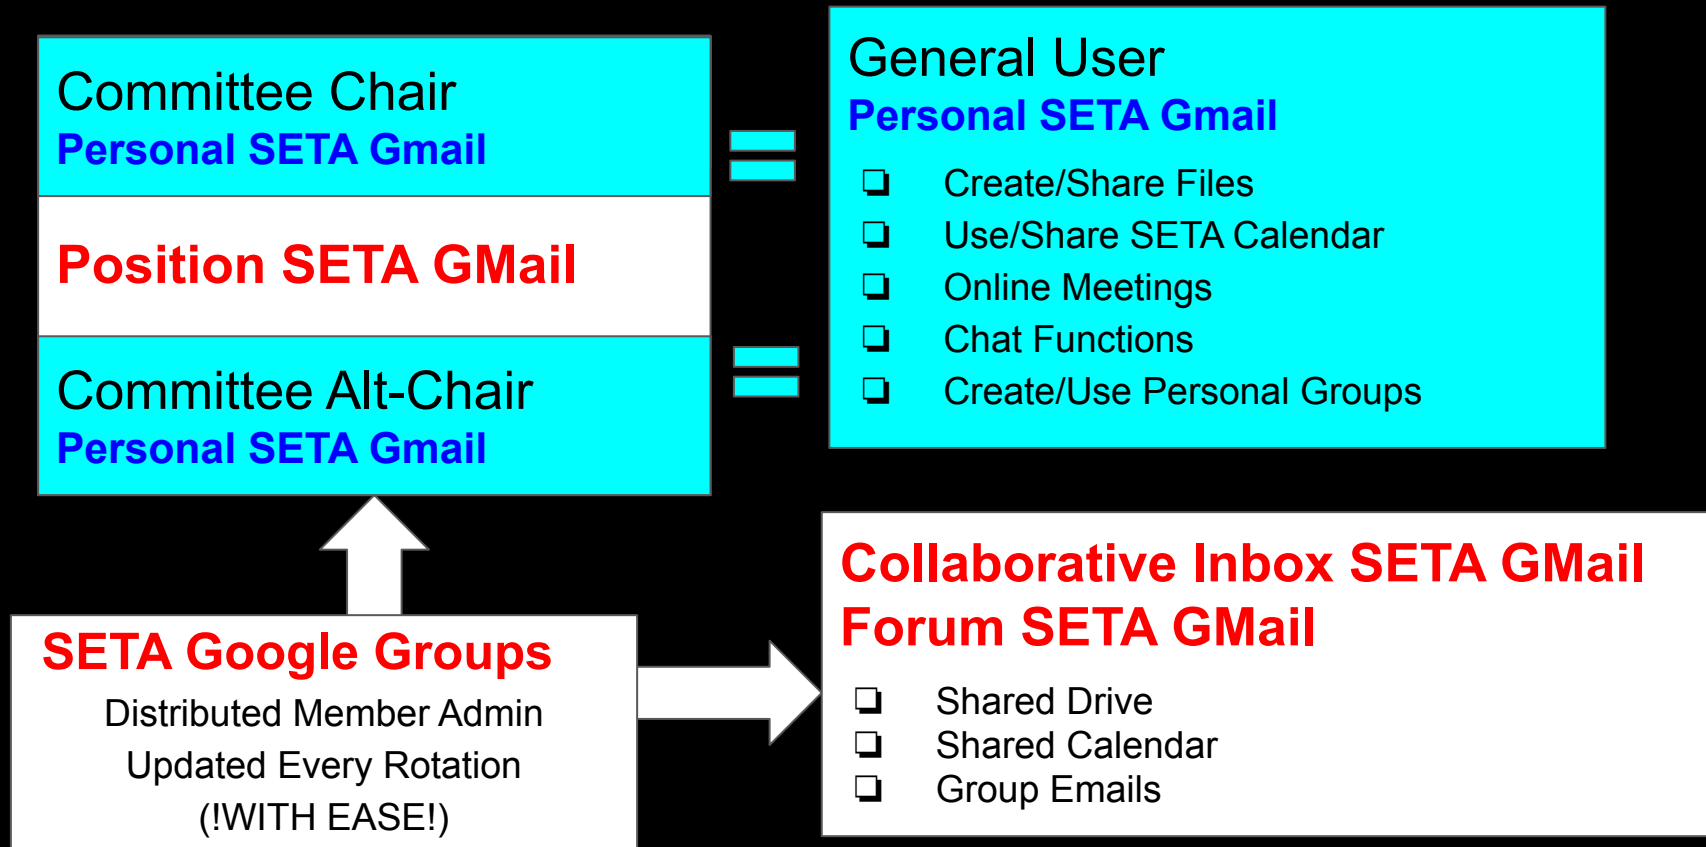 Committee Chair
Personal SETA Gmail
Position SETA GMail
Committee Alt-Chair
Personal SETA Gmail
General User
Personal SETA Gmail
❏ Create/Share Files
❏ Use/Share SETA Calendar
❏ Online Meetings
❏ Chat Functions
❏ Create/Use Personal Groups
SETA Google Groups
Distributed Member Admin
Updated Every Rotation
(!WITH EASE!)
Collaborative Inbox SETA GMail
Forum SETA GMail
❏ Shared Drive
❏ Shared Calendar
❏ Group Emails